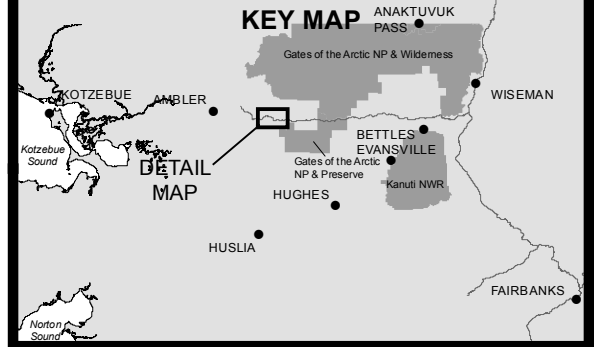 KEY MAP
ANAKTUVUK
PASS
Gates of the Arctic NP & Wilderness
KOTZEBUE
AMBLER
WISEMAN
Kotzebue
Sound
DETAIL
MAP
BETTLES
EVANSVILLE
Gates of the Arctic
NP & Preserve
Kanuti NWR
HUGHES
HUSLIA
FAIRBANKS
Norton
Sound